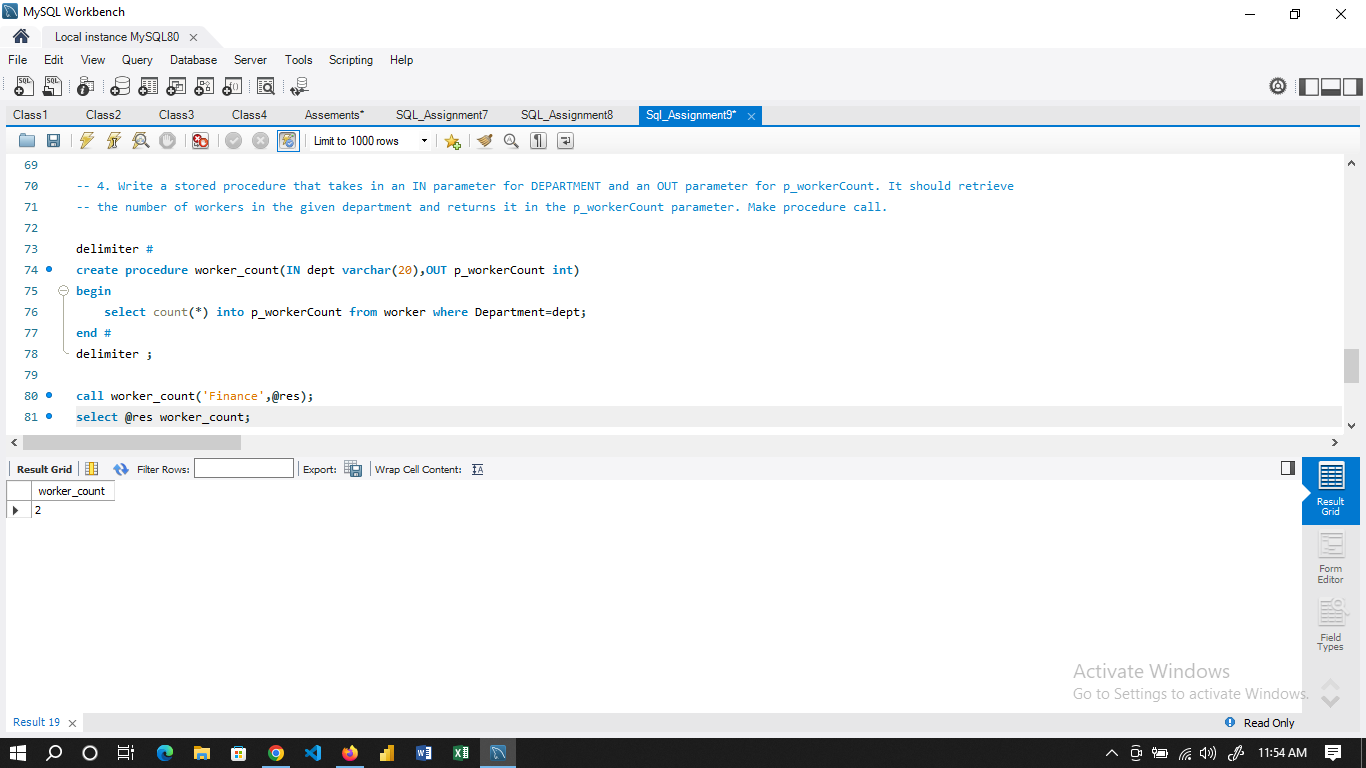 MySQL Workbench
Local instance MySQL80
File Edit View Query Database Server Tools Scripting Help
Class1 Class2 Class3 Class4 Assements* SQL_Assignment7 SQL_Assignment8 Sql_Assignment9*
Limit to 1000 rows
69
70 -- 4. Write a stored procedure that takes in an IN parameter for DEPARTMENT and an OUT parameter for p_workerCount. It should retrieve
71 -- the number of workers in the given department and returns it in the p_workerCount parameter. Make procedure call.
72
73 delimiter #
74 create procedure worker_count(IN dept varchar(20),OUT p_workerCount int)
75 begin
76 select count(*) into p_workerCount from worker where Department=dept;
77 end #
78 delimiter ;
79
80 call worker_count('Finance',@res);
81 select @res worker_count;
Result Grid Filter Rows: Export: Wrap Cell Content:
worker_count
2
Result
Grid
Form
Editor
Field
Types
Activate Windows
Go to Settings to activate Windows.
Result 19
Read Only
11:54 AM